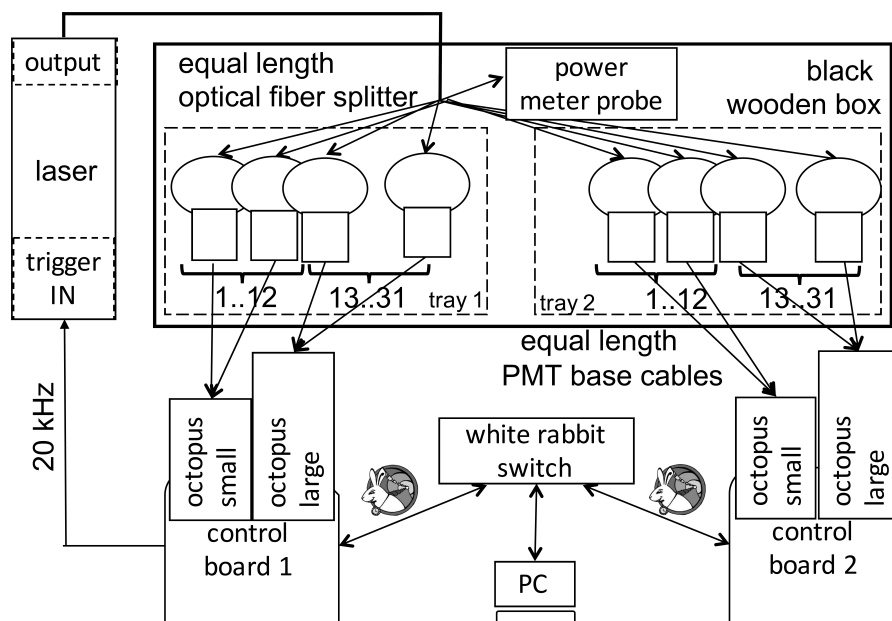 output
laser
trigger
IN
20 kHz
equal length
optical fiber splitter
power
meter probe
black
wooden box
1..12
13..31
tray 1
tray 2
1..12
13..31
equal length
PMT base cables
octopus
small
octopus
large
control
board 1
white rabbit
switch
PC
octopus
small
octopus
large
control
board 2